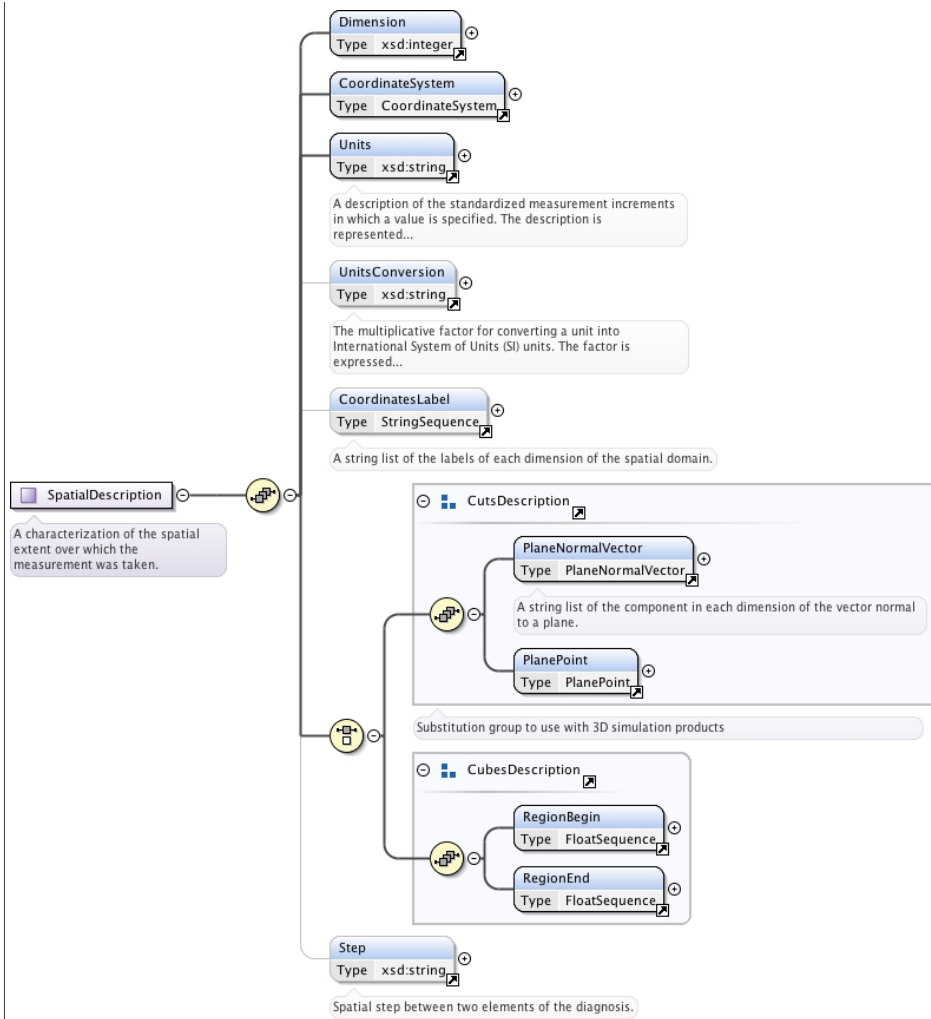 Dimension
Type xsd:integer
CoordinateSystem
Type CoordinateSystem
Units
Type xsd:string
A description of the standardized measurement increments
in which a value is specified. The description is
represented...
UnitsConversion
Type xsd:string
The multiplicative factor for converting a unit into
International System of Units (SI) units. The factor is
expressed...
CoordinatesLabel
Type StringSequence
A string list of the labels of each dimension of the spatial domain.
SpatialDescription
A characterization of the spatial
extent over which the
measurement was taken.
CutsDescription
PlaneNormalVector
Type PlaneNormalVector
A string list of the component in each dimension of the vector normal
to a plane.
PlanePoint
Type PlanePoint
Substitution group to use with 3D simulation products
CubesDescription
RegionBegin
Type FloatSequence
RegionEnd
Type FloatSequence
Step
Type xsd:string
Spatial step between two elements of the diagnosis.